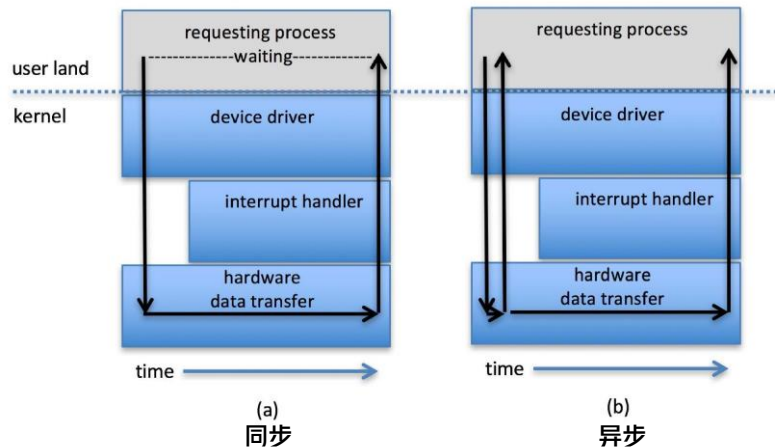 requesting process
waiting
user land
kernel
device driver
interrupt handler
hardware
data transfer
time
(a)
同步
requesting process
device driver
interrupt handler
hardware
data transfer
time
(b)
异步